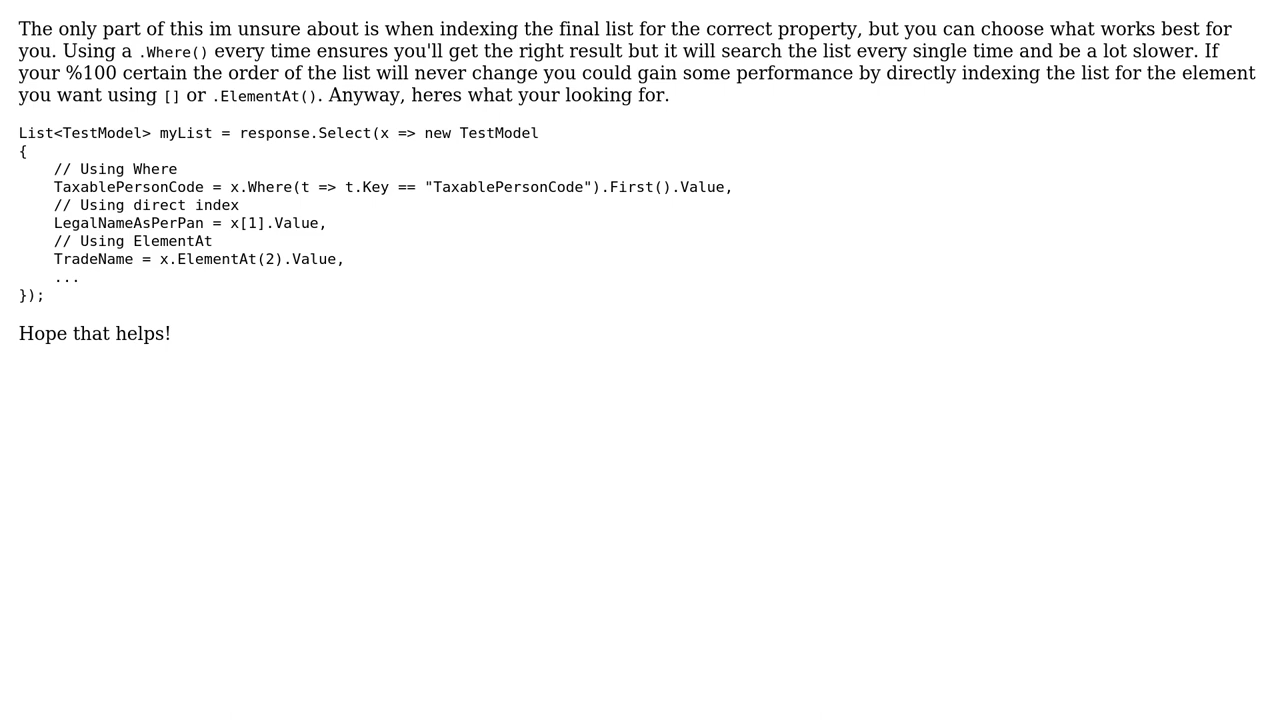 The only part of this im unsure about is when indexing the final list for the correct property, but you can choose what works best for
you. Using a .Where() every time ensures you'll get the right result but it will search the list every single time and be a lot slower. If
your %100 certain the order of the list will never change you could gain some performance by directly indexing the list for the element
you want using [] or .ElementAt(). Anyway, heres what your looking for.
List<TestModel> myList = response.Select(x => new TestModel
{
    // Using Where
    TaxablePersonCode = x.Where(t => t.Key == "TaxablePersonCode").First().Value,
    // Using direct index
    LegalNameAsPerPan = x[1].Value,
    // Using ElementAt
    TradeName = x.ElementAt(2).Value,
    ...
});
Hope that helps!